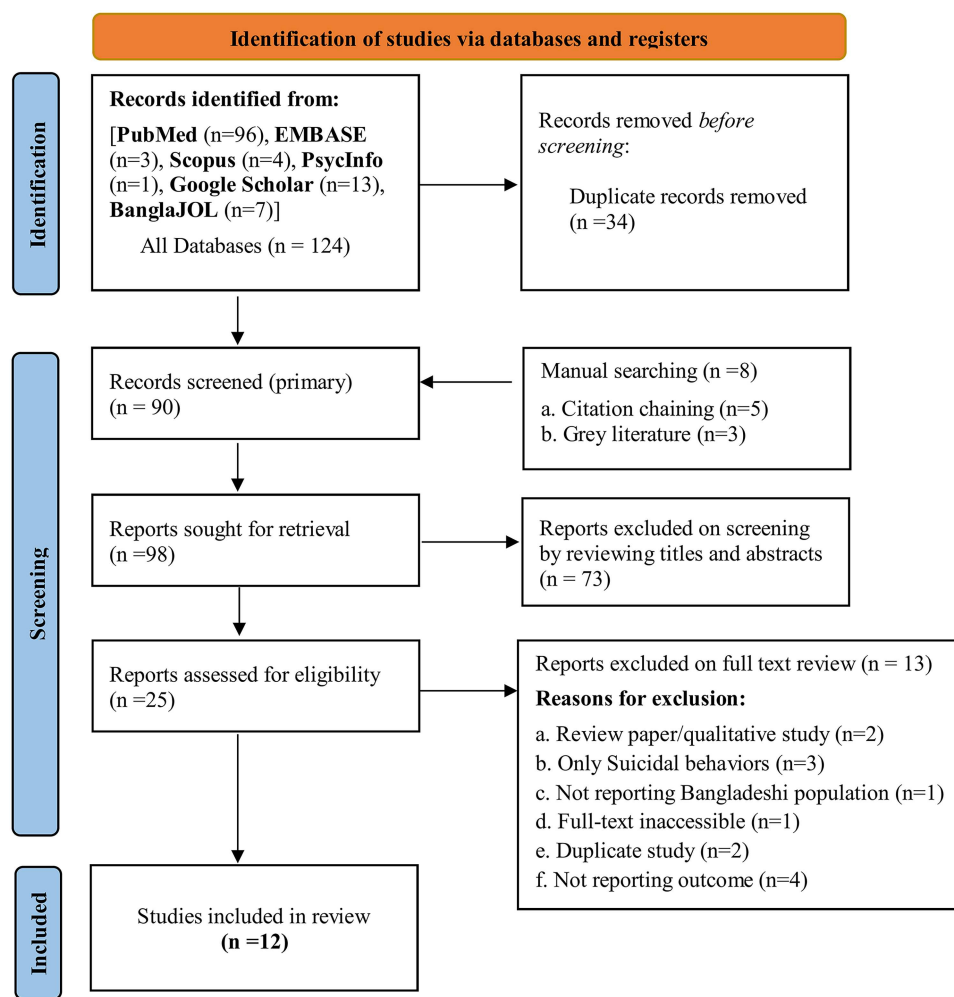 Identification of studies via databases and registers
Identification
Records identified from:
[PubMed (n=96), EMBASE
(n=3), Scopus (n=4), PsycInfo
(n=1), Google Scholar (n=13),
BanglaJOL (n=7)]
All Databases (n = 124)
Records removed before
screening:
Duplicate records removed
(n =34)
Screening
Records screened (primary)
(n = 90)
Manual searching (n =8)
a. Citation chaining (n=5)
b. Grey literature (n=3)
Reports sought for retrieval
(n =98)
Reports excluded on screening
by reviewing titles and abstracts
(n = 73)
Reports assessed for eligibility
(n =25)
Reports excluded on full text review (n = 13)
Reasons for exclusion:
a. Review paper/qualitative study (n=2)
b. Only Suicidal behaviors (n=3)
c. Not reporting Bangladeshi population (n=1)
d. Full-text inaccessible (n=1)
e. Duplicate study (n=2)
f. Not reporting outcome (n=4)
Included
Studies included in review
(n =12)